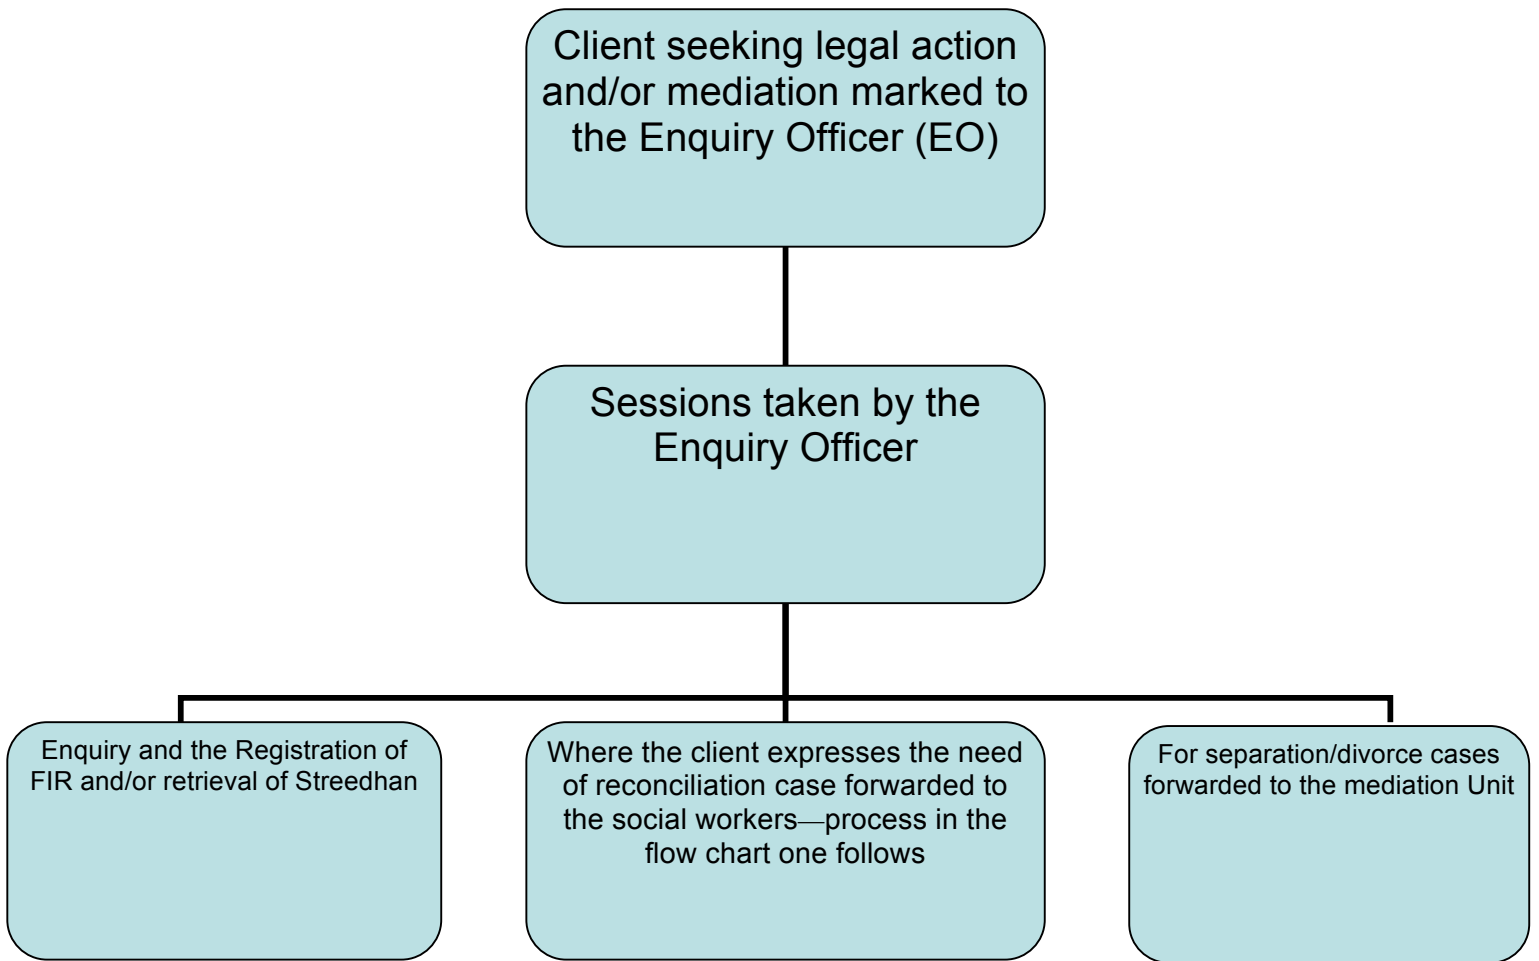 Client seeking legal action
and/or mediation marked to
the Enquiry Officer (EO)
Sessions taken by the
Enquiry Officer
Enquiry and the Registration of
FIR and/or retrieval of Streedhan
Where the client expresses the need
of reconciliation case forwarded to
the social workers—process in the
flow chart one follows
For separation/divorce cases
forwarded to the mediation Unit